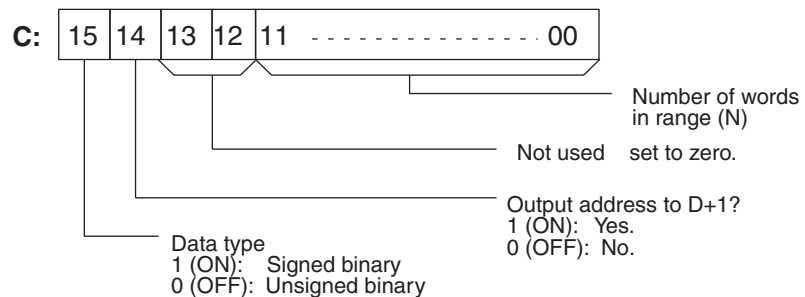 C: 15 14 13 12 11 - - - - - - - - - - - - - - - - 00
Number of words
in range (N)
Not used set to zero.
Output address to D+1?
1 (ON): Yes.
0 (OFF): No.
Data type
1 (ON): Signed binary
0 (OFF): Unsigned binary